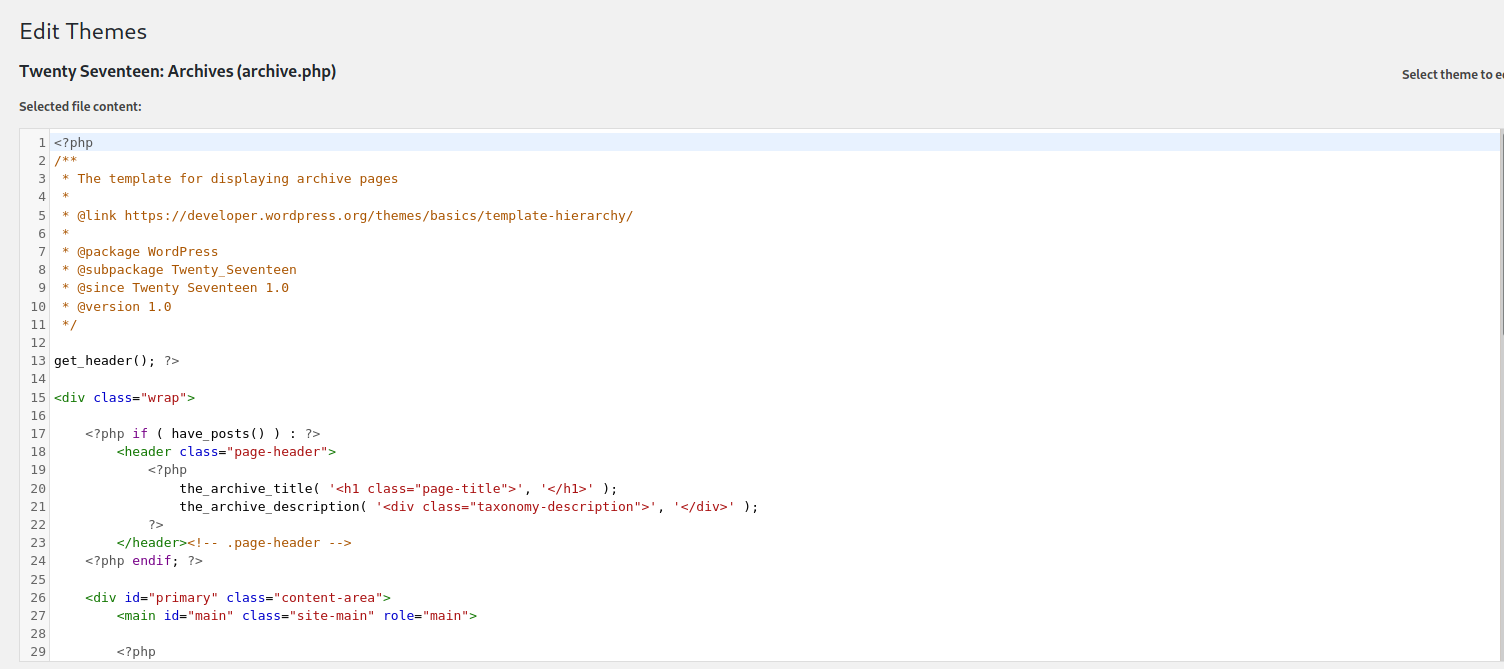 Edit Themes
Twenty Seventeen: Archives (archive.php)
Select theme to
Selected file content:
1 <?php
2 /**
3  * The template for displaying archive pages
4  *
5  * @link https://developer.wordpress.org/themes/basics/template-hierarchy/
6  *
7  * @package WordPress
8  * @subpackage Twenty_Seventeen
9  * @since Twenty Seventeen 1.0
10  * @version 1.0
11  */
12
13 get_header(); ?>
14
15 <div class="wrap">
16
17     <?php if ( have_posts() ) : ?>
18         <header class="page-header">
19             <?php
20                 the_archive_title( '<h1 class="page-title">', '</h1>' );
21                 the_archive_description( '<div class="taxonomy-description">', '</div>' );
22             ?>
23         </header><!-- .page-header -->
24     <?php endif; ?>
25
26     <div id="primary" class="content-area">
27         <main id="main" class="site-main" role="main">
28
29         <?php